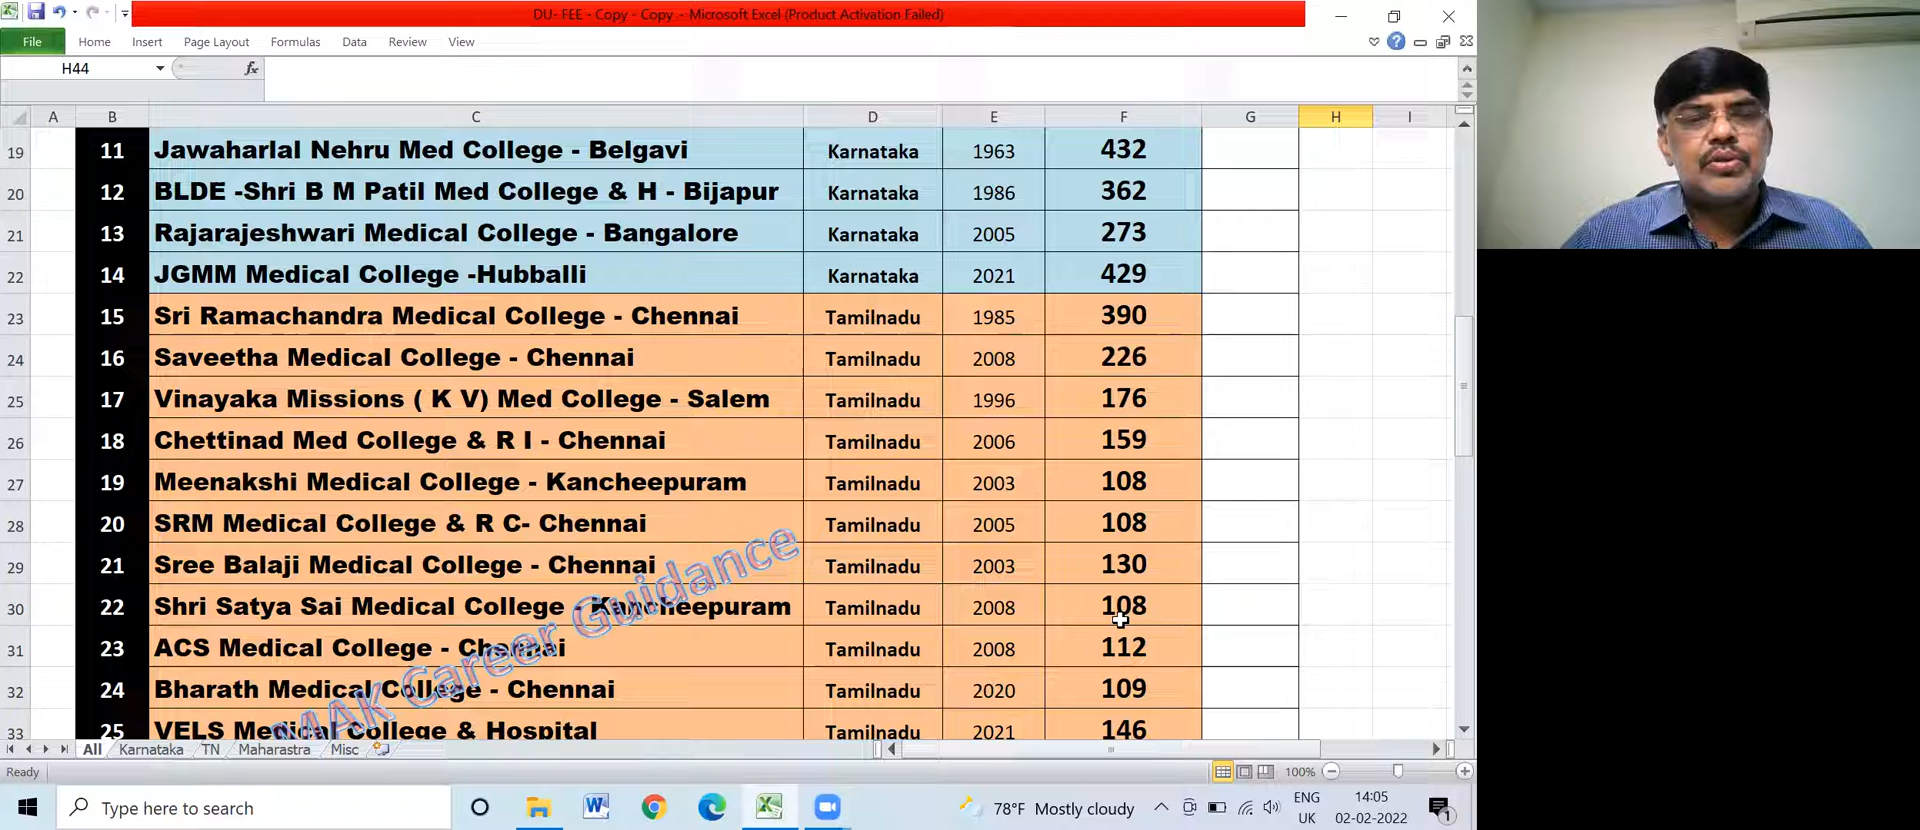 DU- FEE - Copy - Copy - Microsoft Excel (Product Activation Failed)
File Home Insert Page Layout Formulas Data Review View
H44 fx
A B C D E F G H I
19 11 Jawaharlal Nehru Med College - Belgavi Karnataka 1963 432
20 12 BLDE -Shri B M Patil Med College & H - Bijapur Karnataka 1986 362
21 13 Rajarajeshwari Medical College - Bangalore Karnataka 2005 273
22 14 JGMM Medical College -Hubballi Karnataka 2021 429
23 15 Sri Ramachandra Medical College - Chennai Tamilnadu 1985 390
24 16 Saveetha Medical College - Chennai Tamilnadu 2008 226
25 17 Vinayaka Missions ( K V) Med College - Salem Tamilnadu 1996 176
26 18 Chettinad Med College & R I - Chennai Tamilnadu 2006 159
27 19 Meenakshi Medical College - Kancheepuram Tamilnadu 2003 108
28 20 SRM Medical College & R C- Chennai Tamilnadu 2005 108
29 21 Sree Balaji Medical College - Chennai Tamilnadu 2003 130
30 22 Shri Satya Sai Medical College - Kancheepuram Tamilnadu 2008 108
31 23 ACS Medical College - Chennai Tamilnadu 2008 112
32 24 Bharath Medical College - Chennai Tamilnadu 2020 109
33 25 VELS Medical College & Hospital Tamilnadu 2021 146
MAK Career Guidance
All Karnataka TN Maharastra Misc
Ready 100%
Type here to search 78°F Mostly cloudy ENG 14:05
UK 02-02-2022 1